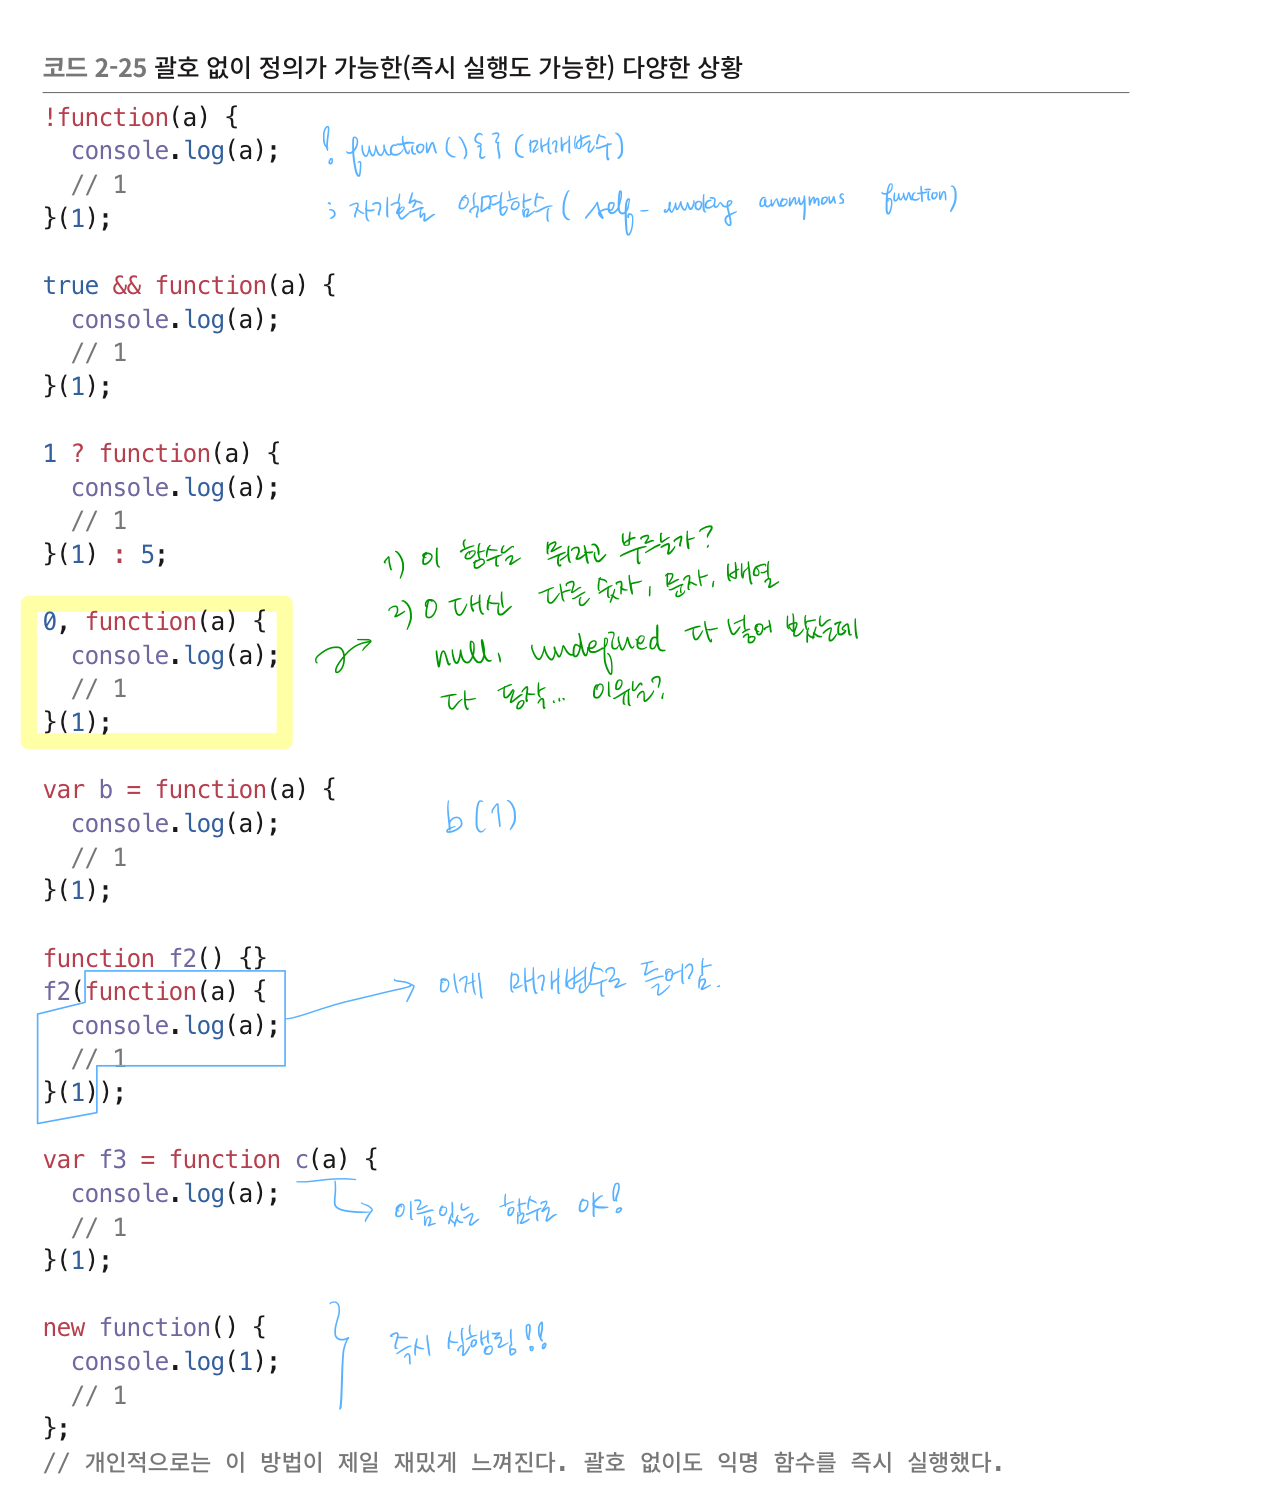 코드 2-25 괄호 없이 정의가 가능한(즉시 실행도 가능한) 다양한 상황
!function(a) {
  console.log(a);
  // 1
}(1);
! function(){ }(매개변수)
; 자기호출 익명함수( self-invoking anonymous function)
true && function(a) {
  console.log(a);
  // 1
}(1);
1 ? function(a) {
  console.log(a);
  // 1
}(1) : 5;
0, function(a) {
  console.log(a);
  // 1
}(1);
1) 이 함수는 뭐라고 부르는가?
2) 0 대신 다른 숫자, 문자, 배열
null, undefined 다 넣어 봤는데
다 동작... 이유는?
var b = function(a) {
  console.log(a);
  // 1
}(1);
b(1)
function f2() {}
f2(function(a) {
  console.log(a);
  // 1
}(1));
이게 매개변수로 들어감.
var f3 = function c(a) {
  console.log(a);
  // 1
}(1);
이름있는 함수로 야!
new function() {
  console.log(1);
  // 1
};
즉시 실행됨!!
// 개인적으로는 이 방법이 제일 재밌게 느껴진다. 괄호 없이도 익명 함수를 즉시 실행했다.